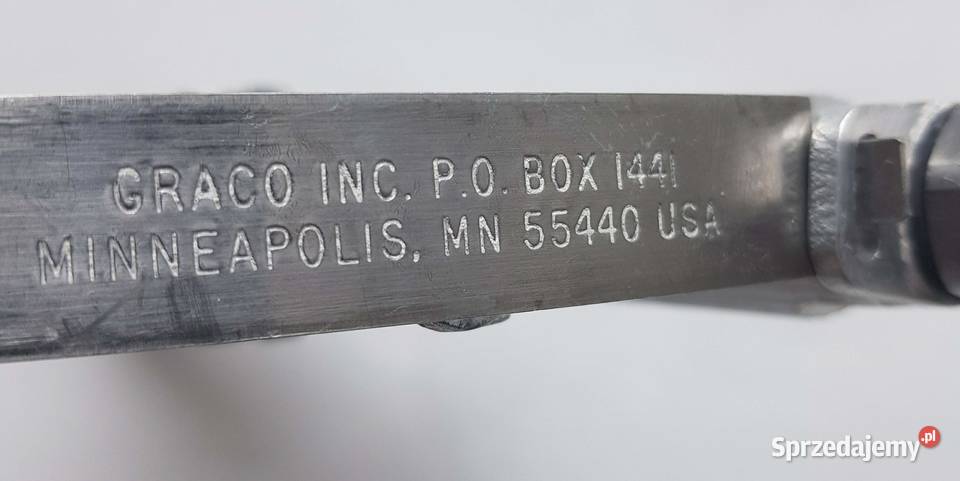 GRACO INC. P.O. BOX 1441
MINNEAPOLIS, MN 55440 USA
Sprzedajemy.pl